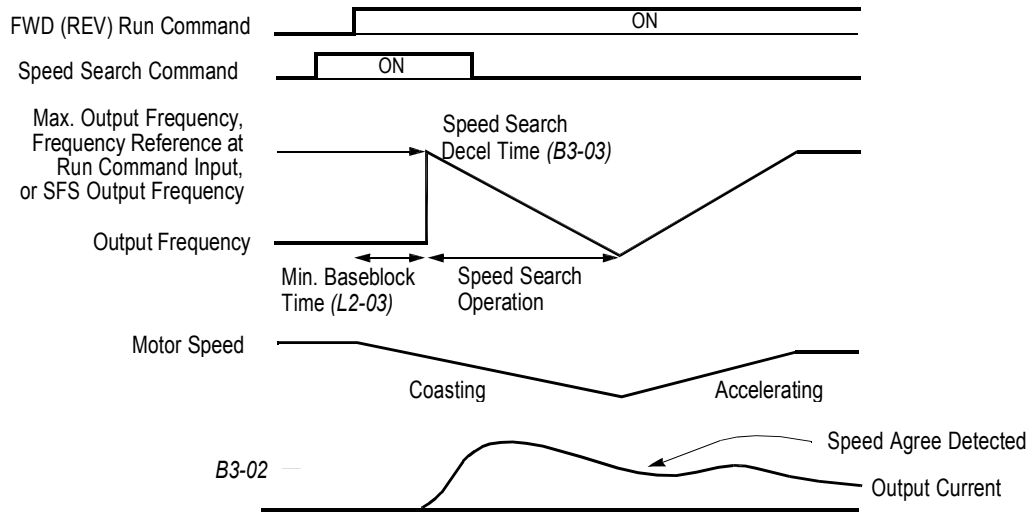 FWD (REV) Run Command
ON
Speed Search Command
ON
Max. Output Frequency,
Frequency Reference at
Run Command Input,
or SFS Output Frequency
Speed Search
Decel Time (B3-03)
Output Frequency
Min. Baseblock
Time (L2-03)
Speed Search
Operation
Motor Speed
Coasting
Accelerating
Speed Agree Detected
B3-02
Output Current